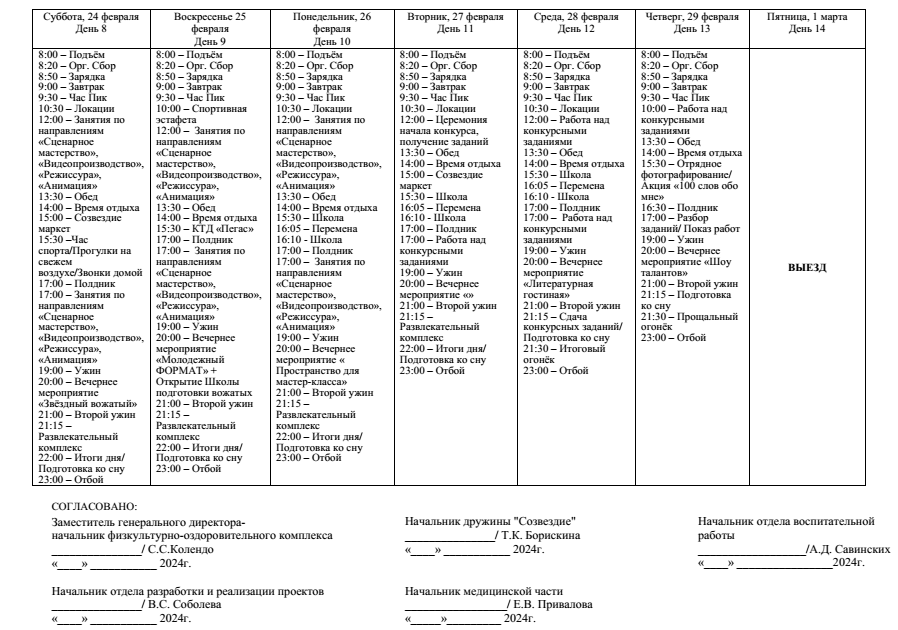 Суббота, 24 февраля
День 8
8:00 – Подъём
8:20 – Орг. Сбор
8:50 – Зарядка
9:00 – Завтрак
9:30 – Час Пик
10:30 – Локации
12:00 – Занятия по
направлениям
«Сценарное
мастерство»,
«Видеопроизводство»,
«Режиссура»,
«Анимация»
13:30 – Обед
14:00 – Время отдыха
15:00 – Созвездие
маркет
15:30 –Час
спорта/Прогулки на
свежем
воздухе/Звонки домой
17:00 – Полдник
17:00 – Занятия по
направлениям
«Сценарное
мастерство»,
«Видеопроизводство»,
«Режиссура»,
«Анимация»
19:00 – Ужин
20:00 – Вечернее
мероприятие
«Звёздный вожатый»
21:00 – Второй ужин
21:15 –
Развлекательный
комплекс
22:00 – Итоги дня/
Подготовка ко сну
23:00 – Отбой
Воскресенье 25
февраля
День 9
8:00 – Подъём
8:20 – Орг. Сбор
8:50 – Зарядка
9:00 – Завтрак
9:30 – Час Пик
10:00 – Спортивная
эстафета
12:00 – Занятия по
направлениям
«Сценарное
мастерство»,
«Видеопроизводство»,
«Режиссура»,
«Анимация»
13:30 – Обед
14:00 – Время отдыха
15:30 – КТД «Пегас»
17:00 – Полдник
17:00 – Занятия по
направлениям
«Сценарное
мастерство»,
«Видеопроизводство»,
«Режиссура»,
«Анимация»
19:00 – Ужин
20:00 – Вечернее
мероприятие
«Молодежный
ФОРМАТ» +
Открытие Школы
подготовки вожатых
21:00 – Второй ужин
21:15 –
Развлекательный
комплекс
22:00 – Итоги дня/
Подготовка ко сну
23:00 – Отбой
Понедельник, 26
февраля
День 10
8:00 – Подъём
8:20 – Орг. Сбор
8:50 – Зарядка
9:00 – Завтрак
9:30 – Час Пик
10:30 – Локации
12:00 – Занятия по
направлениям
«Сценарное
мастерство»,
«Видеопроизводство»,
«Режиссура»,
«Анимация»
13:30 – Обед
14:00 – Время отдыха
15:30 – Школа
16:05 – Перемена
16:10 - Школа
17:00 – Полдник
17:00 – Занятия по
направлениям
«Сценарное
мастерство»,
«Видеопроизводство»,
«Режиссура»,
«Анимация»
19:00 – Ужин
20:00 – Вечернее
мероприятие «
Пространство для
мастер-класса»
21:00 – Второй ужин
21:15 –
Развлекательный
комплекс
22:00 – Итоги дня/
Подготовка ко сну
23:00 – Отбой
Вторник, 27 февраля
День 11
8:00 – Подъём
8:20 – Орг. Сбор
8:50 – Зарядка
9:00 – Завтрак
9:30 – Час Пик
10:30 – Локации
12:00 – Церемония
начала конкурса,
получение заданий
13:30 – Обед
14:00 – Время отдыха
15:00 – Созвездие
маркет
15:30 – Школа
16:05 – Перемена
16:10 - Школа
17:00 – Полдник
17:00 – Работа над
конкурсными
заданиями
19:00 – Ужин
20:00 – Вечернее
мероприятие «»
21:00 – Второй ужин
21:15 –
Развлекательный
комплекс
22:00 – Итоги дня/
Подготовка ко сну
23:00 – Отбой
Среда, 28 февраля
День 12
8:00 – Подъём
8:20 – Орг. Сбор
8:50 – Зарядка
9:00 – Завтрак
9:30 – Час Пик
10:30 – Локации
12:00 – Работа над
конкурсными
заданиями
13:30 – Обед
14:00 – Время отдыха
15:30 – Школа
16:05 – Перемена
16:10 - Школа
17:00 – Полдник
17:00 – Работа над
конкурсными
заданиями
19:00 – Ужин
20:00 – Вечернее
мероприятие
«Литературная
гостиная»
21:00 – Второй ужин
21:15 – Сдача
конкурсных заданий/
Подготовка ко сну
21:30 – Итоговый
огонёк
23:00 – Отбой
Четверг, 29 февраля
День 13
8:00 – Подъём
8:20 – Орг. Сбор
8:50 – Зарядка
9:00 – Завтрак
9:30 – Час Пик
10:00 – Работа над
конкурсными
заданиями
13:30 – Обед
14:00 – Время отдыха
15:30 – Отрядное
фотографирование/
Акция «100 слов обо
мне»
16:30 – Полдник
17:00 – Разбор
заданий/ Показ работ
19:00 – Ужин
20:00 – Вечернее
мероприятие «Шоу
талантов»
21:00 – Второй ужин
21:15 – Подготовка
ко сну
21:30 – Прощальный
огонёк
23:00 – Отбой
Пятница, 1 марта
День 14
ВЫЕЗД
СОГЛАСОВАНО:
Заместитель генерального директора-
начальник физкультурно-оздоровительного комплекса
________________/ С.С.Колендо
«____» ____________ 2024г.
Начальник дружины "Созвездие"
________________/ Т.К. Борискина
«____» ____________ 2024г.
Начальник отдела воспитательной
работы
___________________/А.Д. Савинских
«____» _________________2024г.
Начальник отдела разработки и реализации проектов
________________/ В.С. Соболева
«____» ____________ 2024г.
Начальник медицинской части
__________________/ Е.В. Привалова
«_____»__________ 2024г.